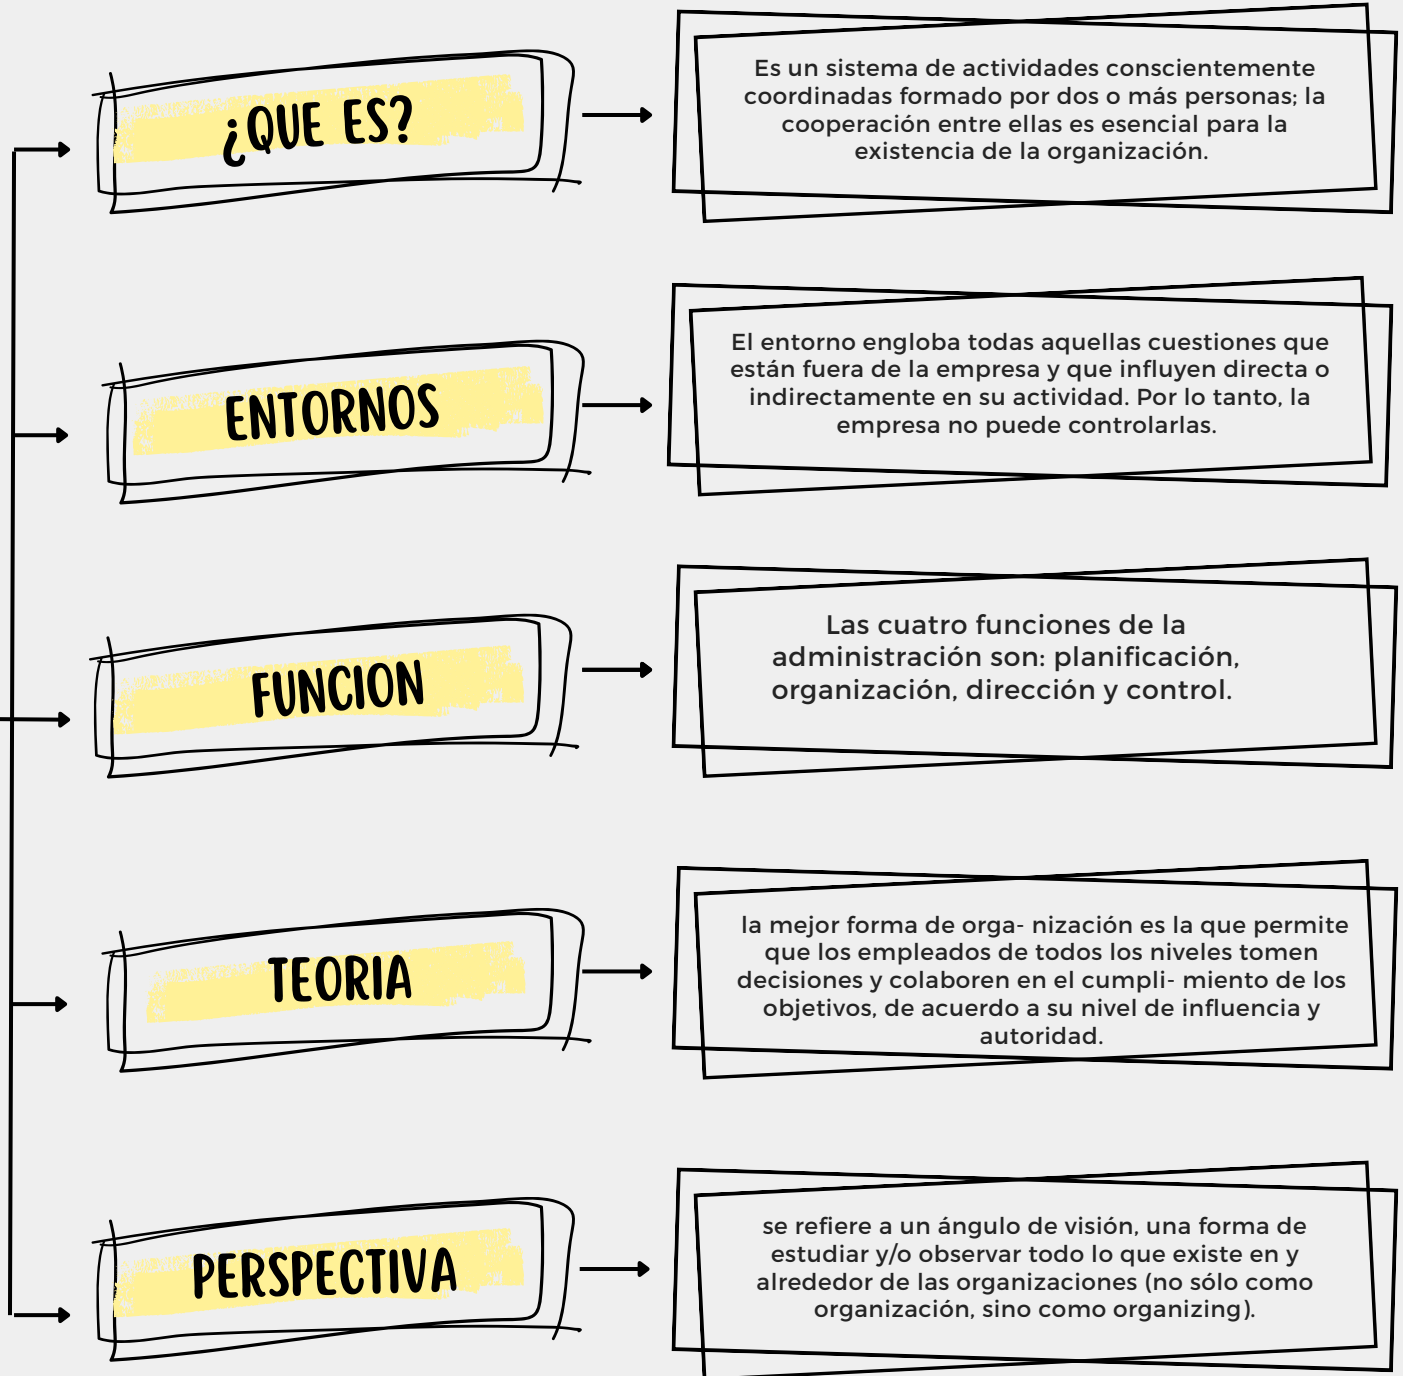 ¿QUE ES?
Es un sistema de actividades conscientemente
coordinadas formado por dos o más personas; la
cooperación entre ellas es esencial para la
existencia de la organización.
ENTORNOS
El entorno engloba todas aquellas cuestiones que
están fuera de la empresa y que influyen directa o
indirectamente en su actividad. Por lo tanto, la
empresa no puede controlarlas.
FUNCION
Las cuatro funciones de la
administración son: planificación,
organización, dirección y control.
TEORIA
la mejor forma de orga- nización es la que permite
que los empleados de todos los niveles tomen
decisiones y colaboren en el cumpli- miento de los
objetivos, de acuerdo a su nivel de influencia y
autoridad.
PERSPECTIVA
se refiere a un ángulo de visión, una forma de
estudiar y/o observar todo lo que existe en y
alrededor de las organizaciones (no sólo como
organización, sino como organizing).